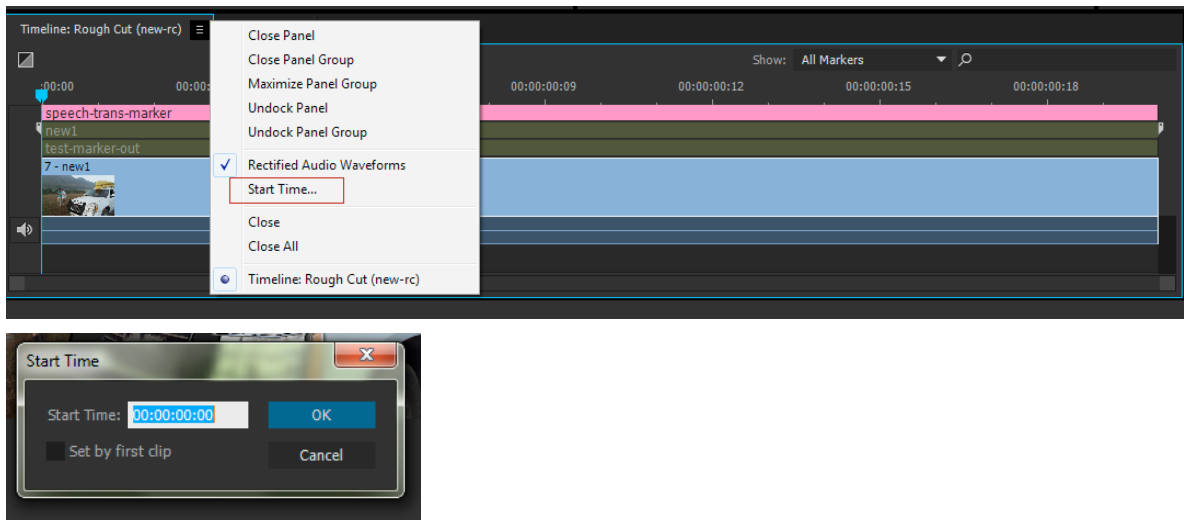 Timeline: Rough Cut (new-rc)
Close Panel
Close Panel Group
Maximize Panel Group
Undock Panel
Undock Panel Group
Rectified Audio Waveforms
Start Time...
Close
Close All
Timeline: Rough Cut (new-rc)
Show: All Markers
:00:00 00:00: 00:00:00:09 00:00:00:12 00:00:00:15 00:00:00:18
speech-trans-marker
new1
test-marker-out
7 - new1
Start Time
Start Time: 00:00:00:00 OK
Set by first clip Cancel